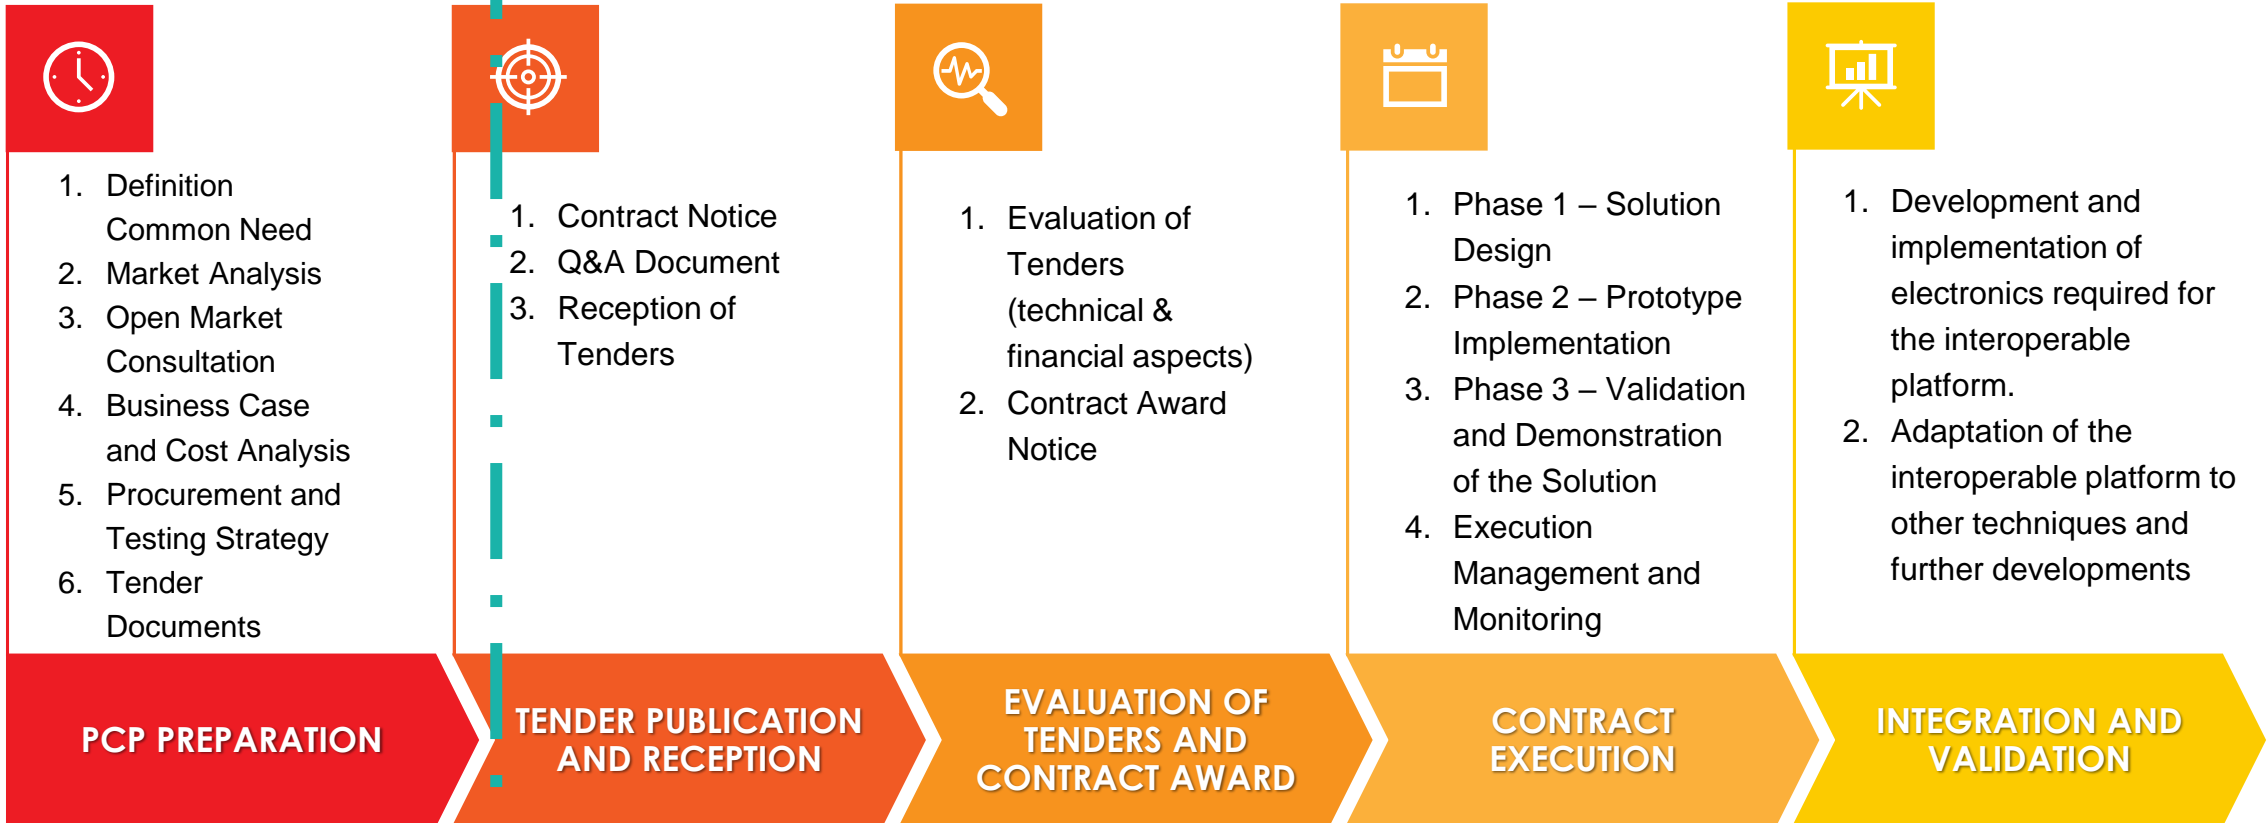 1. Definition
Common Need
2. Market Analysis
3. Open Market
Consultation
4. Business Case
and Cost Analysis
5. Procurement and
Testing Strategy
6. Tender
Documents
PCP PREPARATION
1. Contract Notice
2. Q&A Document
3. Reception of
Tenders
TENDER PUBLICATION
AND RECEPTION
1. Evaluation of
Tenders
(technical &
financial aspects)
2. Contract Award
Notice
EVALUATION OF
TENDERS AND
CONTRACT AWARD
1. Phase 1 – Solution
Design
2. Phase 2 – Prototype
Implementation
3. Phase 3 – Validation
and Demonstration
of the Solution
4. Execution
Management and
Monitoring
CONTRACT
EXECUTION
1. Development and
implementation of
electronics required for
the interoperable
platform.
2. Adaptation of the
interoperable platform to
other techniques and
further developments
INTEGRATION AND
VALIDATION